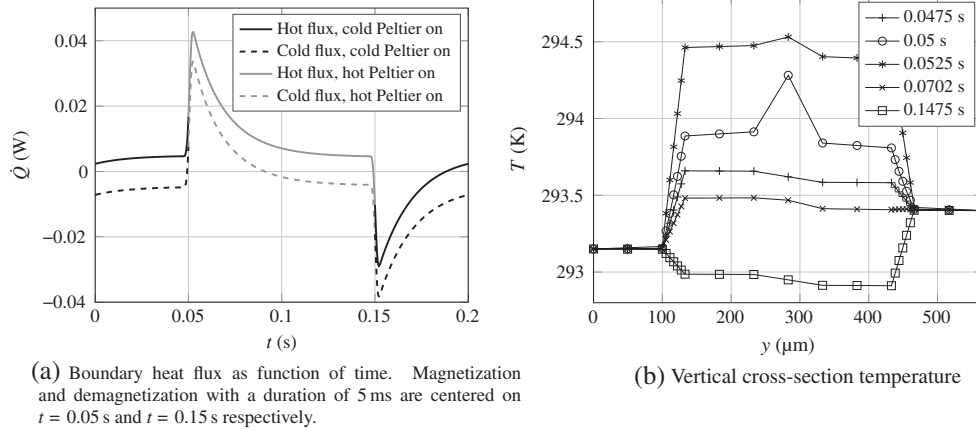 0.04
0.02
0
−0.02
−0.04
Q̇ (W)
0
0.05
0.1
0.15
0.2
t (s)
Hot flux, cold Peltier on
Cold flux, cold Peltier on
Hot flux, hot Peltier on
Cold flux, hot Peltier on
(a) Boundary heat flux as function of time. Magnetization
and demagnetization with a duration of 5 ms are centered on
t = 0.05 s and t = 0.15 s respectively.
294.5
294
293.5
293
T (K)
0
100
200
300
400
500
y (μm)
0.0475 s
0.05 s
0.0525 s
0.0702 s
0.1475 s
(b) Vertical cross-section temperature